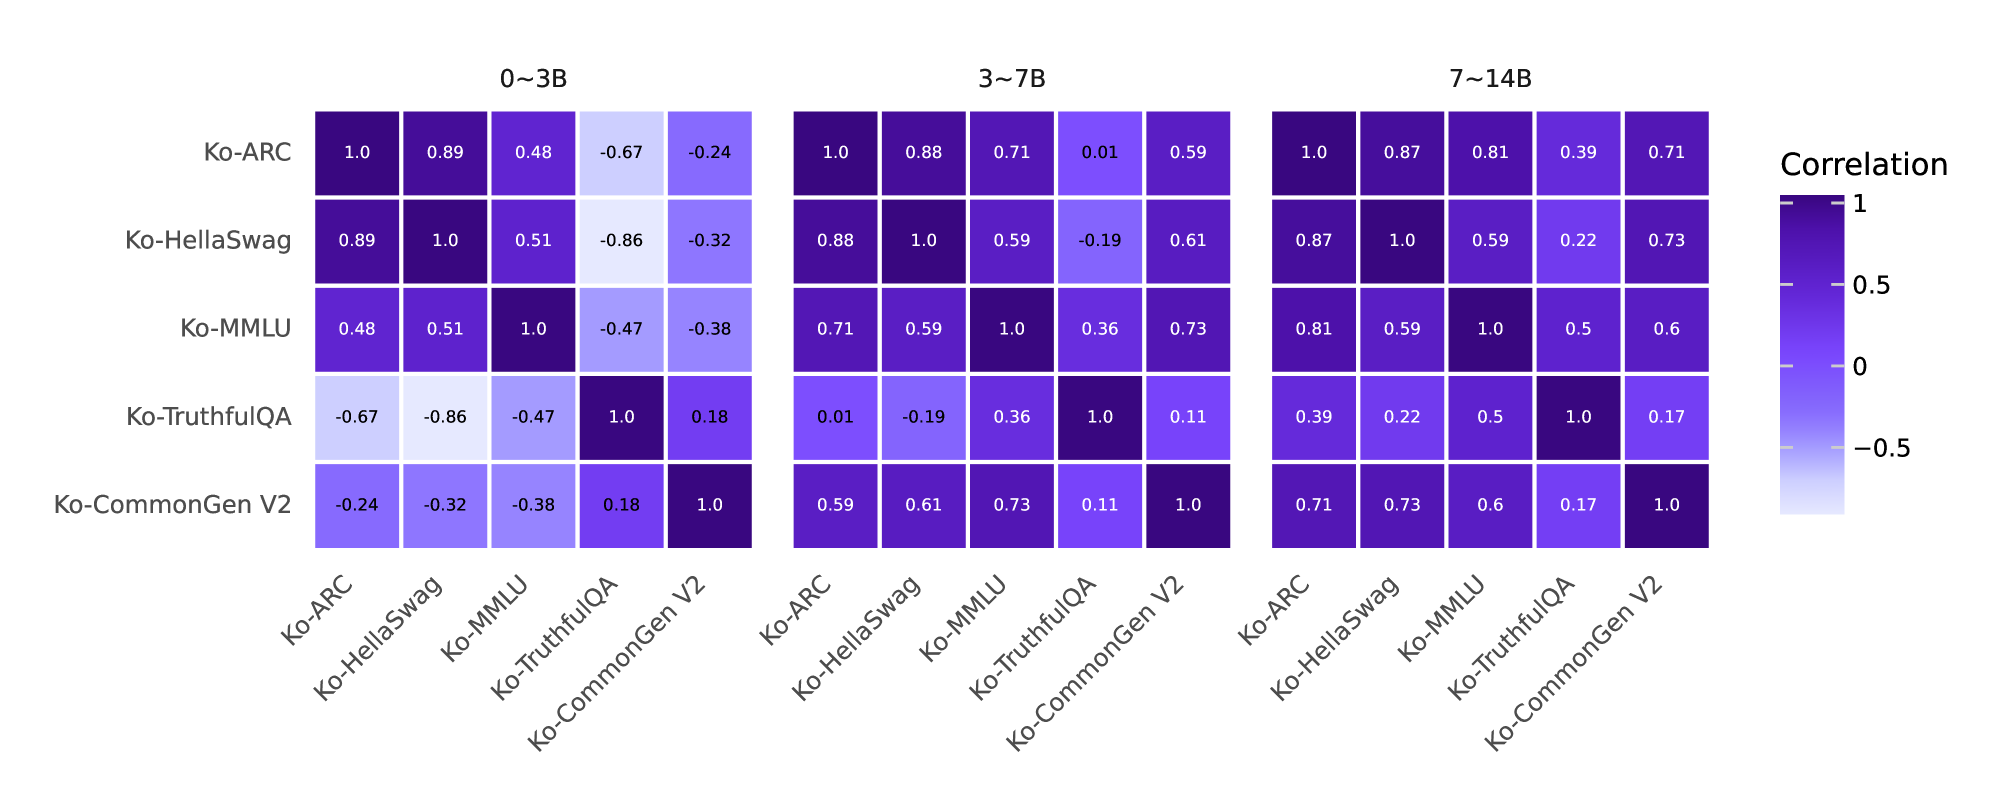 0~3B 3~7B 7~14B
Ko-ARC 1.0 0.89 0.48 -0.67 -0.24 1.0 0.88 0.71 0.01 0.59 1.0 0.87 0.81 0.39 0.71
Ko-HellaSwag 0.89 1.0 0.51 -0.86 -0.32 0.88 1.0 0.59 -0.19 0.61 0.87 1.0 0.59 0.22 0.73
Ko-MMLU 0.48 0.51 1.0 -0.47 -0.38 0.71 0.59 1.0 0.36 0.73 0.81 0.59 1.0 0.5 0.6
Ko-TruthfulQA -0.67 -0.86 -0.47 1.0 0.18 0.01 -0.19 0.36 1.0 0.11 0.39 0.22 0.5 1.0 0.17
Ko-CommonGen V2 -0.24 -0.32 -0.38 0.18 1.0 0.59 0.61 0.73 0.11 1.0 0.71 0.73 0.6 0.17 1.0
Ko-ARC Ko-HellaSwag Ko-MMLU Ko-TruthfulQA Ko-CommonGen V2 Ko-ARC Ko-HellaSwag Ko-MMLU Ko-TruthfulQA Ko-CommonGen V2 Ko-ARC Ko-HellaSwag Ko-MMLU Ko-TruthfulQA Ko-CommonGen V2
Correlation
1
0.5
0
−0.5